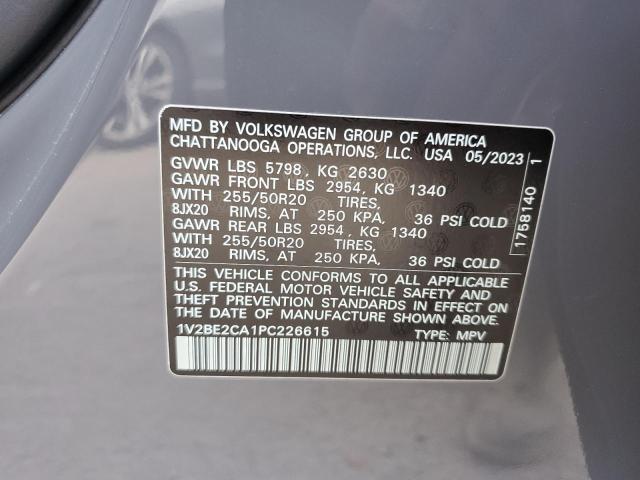 MFD BY VOLKSWAGEN GROUP OF AMERICA
CHATTANOOGA OPERATIONS, LLC. USA 05/2023
GVWR LBS 5798, KG 2630
GAWR FRONT LBS 2954, KG 1340
WITH 255/50R20 TIRES,
8JX20 RIMS, AT 250 KPA, 36 PSI COLD
GAWR REAR LBS 2954 , KG 1340
WITH 255/50R20 TIRES,
8JX20 RIMS, AT 250 KPA, 36 PSI COLD
THIS VEHICLE CONFORMS TO ALL APPLICABLE
U.S. FEDERAL MOTOR VEHICLE SAFETY AND
THEFT PREVENTION STANDARDS IN EFFECT ON
THE DATE OF MANUFACTURE SHOWN ABOVE.
1V2BE2CA1PC226615 TYPE: MPV
1758140 1